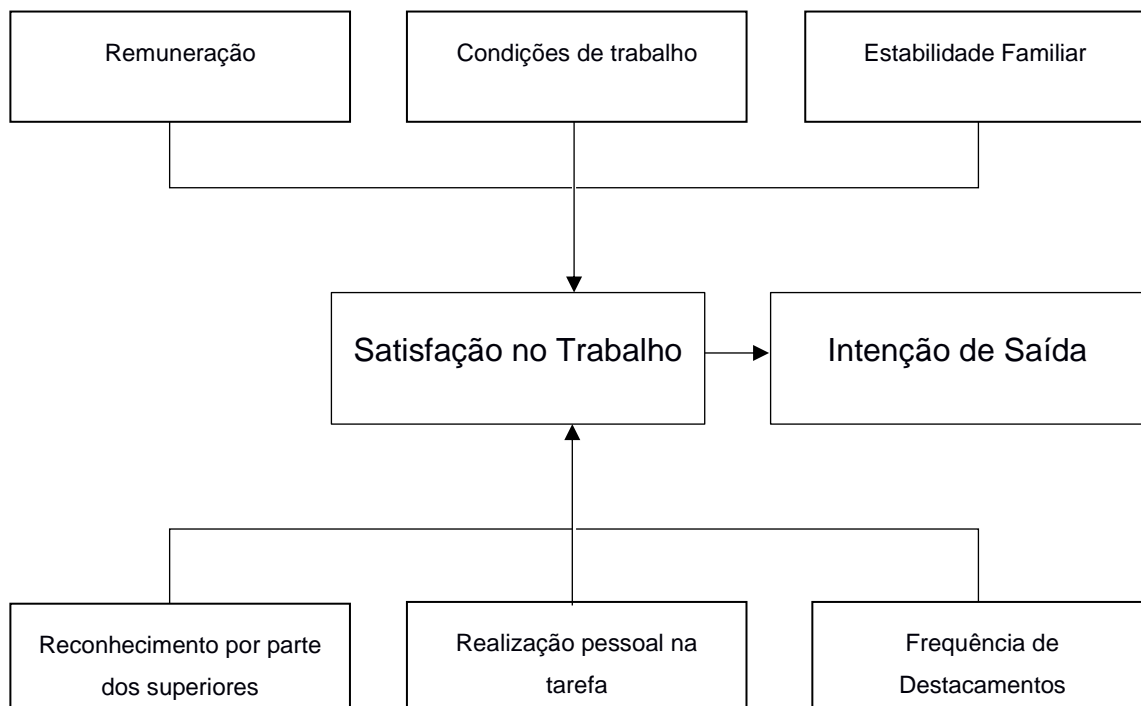 Remuneração
Condições de trabalho
Estabilidade Familiar
Satisfação no Trabalho
Intenção de Saída
Reconhecimento por parte
dos superiores
Realização pessoal na
tarefa
Frequência de
Destacamentos